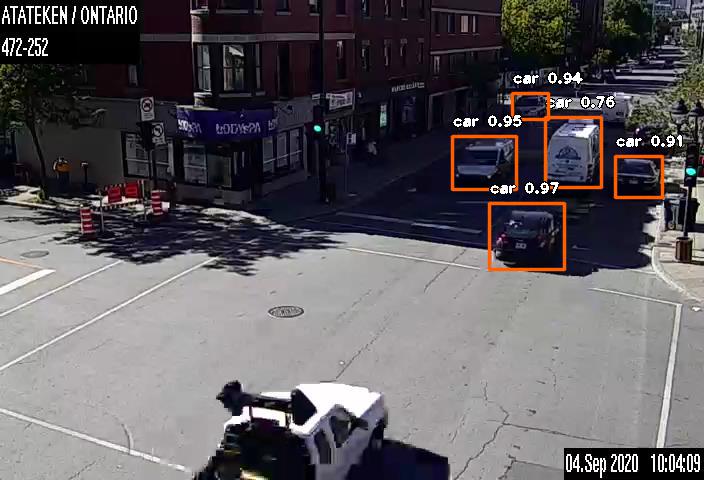 ATATEKEN / ONTARIO
472-252
car 0.94
car 0.76
car 0.95
car 0.91
car 0.97
BODYSPA
04.Sep 2020 10:04:09